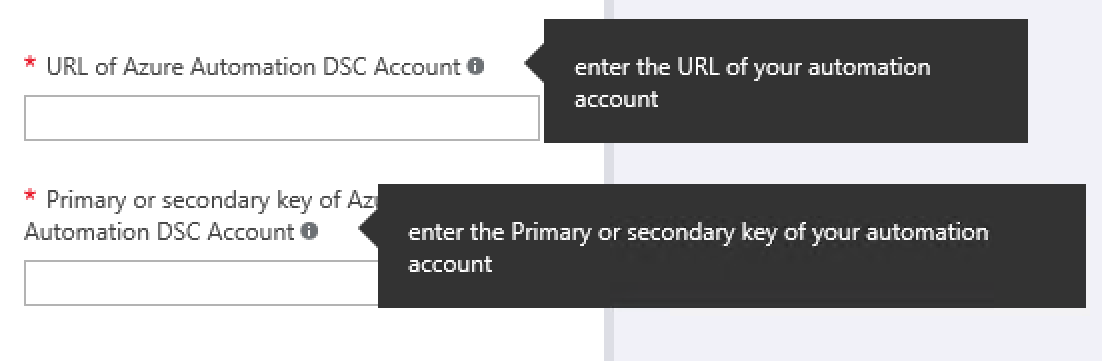 * URL of Azure Automation DSC Account
enter the URL of your automation
account
* Primary or secondary key of
Automation DSC Account
enter the Primary or secondary key of your automation
account